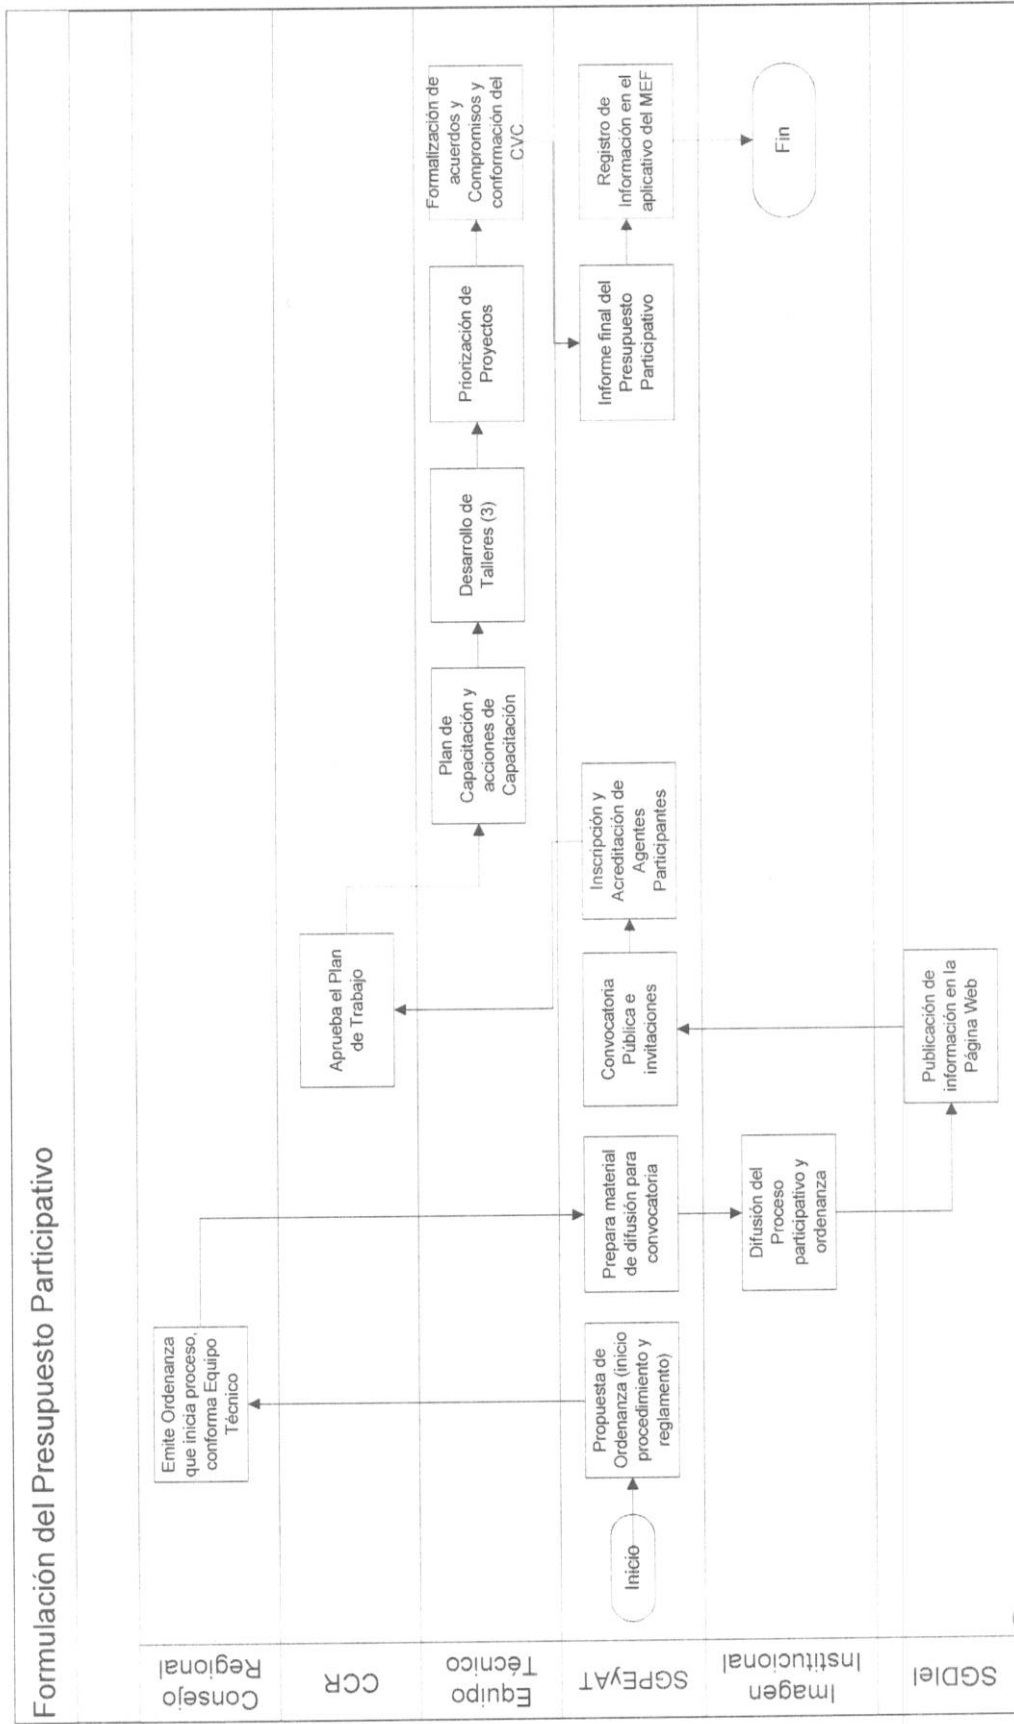 Formulación del Presupuesto Participativo
Consejo
Regional
Emite Ordenanza
que inicia proceso,
conforma Equipo
Técnico
CCR
Aprueba el Plan
de Trabajo
Equipo
Técnico
Plan de
Capacitación y
acciones de
Capacitación
Desarrollo de
Talleres (3)
Priorización de
Proyectos
Formalización de
acuerdos y
Compromisos y
conformación del
CVC
SGPEyAT
Inicio
Propuesta de
Ordenanza (inicio
procedimiento y
reglamento)
Prepara material
de difusión para
convocatoria
Convocatoria
Pública e
invitaciones
Inscripción y
Acreditación de
Agentes
Participantes
Informe final del
Presupuesto
Participativo
Registro de
Información en el
aplicativo del MEF
Imagen
Institucional
Difusión del
Proceso
participativo y
ordenanza
Fin
SGDIeI
Publicación de
información en la
Página Web